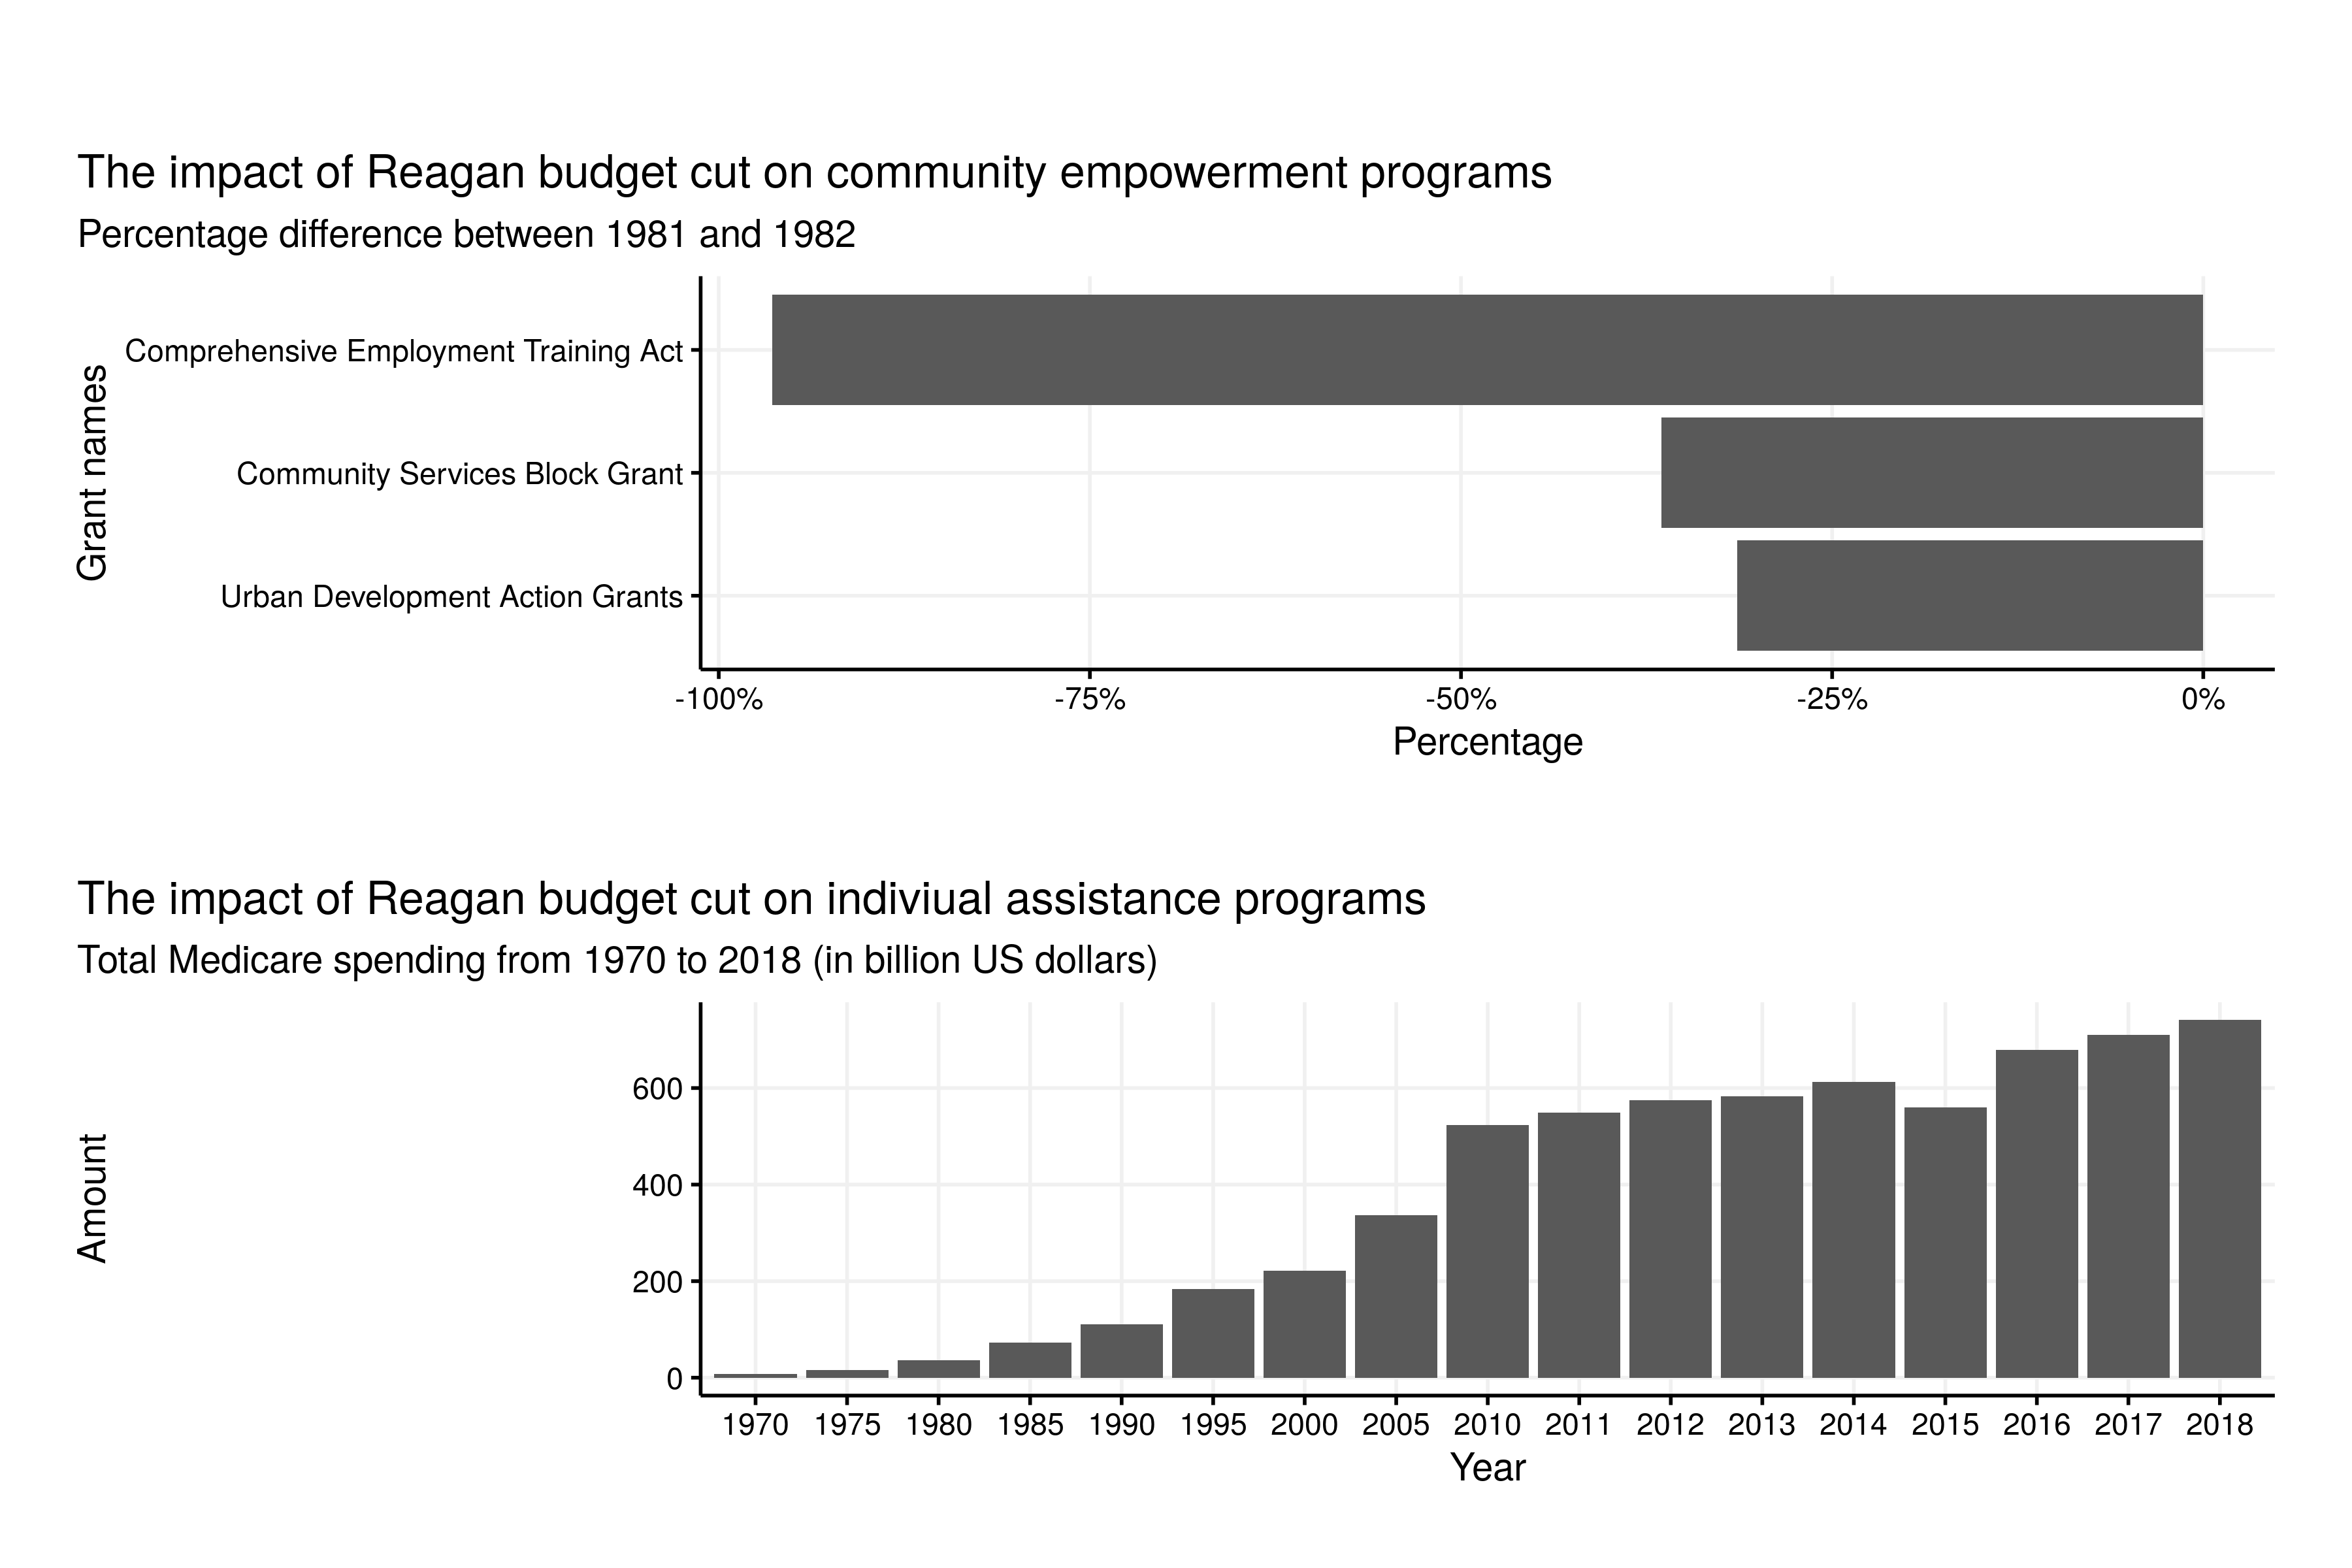 The impact of Reagan budget cut on community empowerment programs
Percentage difference between 1981 and 1982
Grant names
Comprehensive Employment Training Act
Community Services Block Grant
Urban Development Action Grants
-100% -75% -50% -25% 0%
Percentage
The impact of Reagan budget cut on indiviual assistance programs
Total Medicare spending from 1970 to 2018 (in billion US dollars)
Amount
600
400
200
0
1970 1975 1980 1985 1990 1995 2000 2005 2010 2011 2012 2013 2014 2015 2016 2017 2018
Year